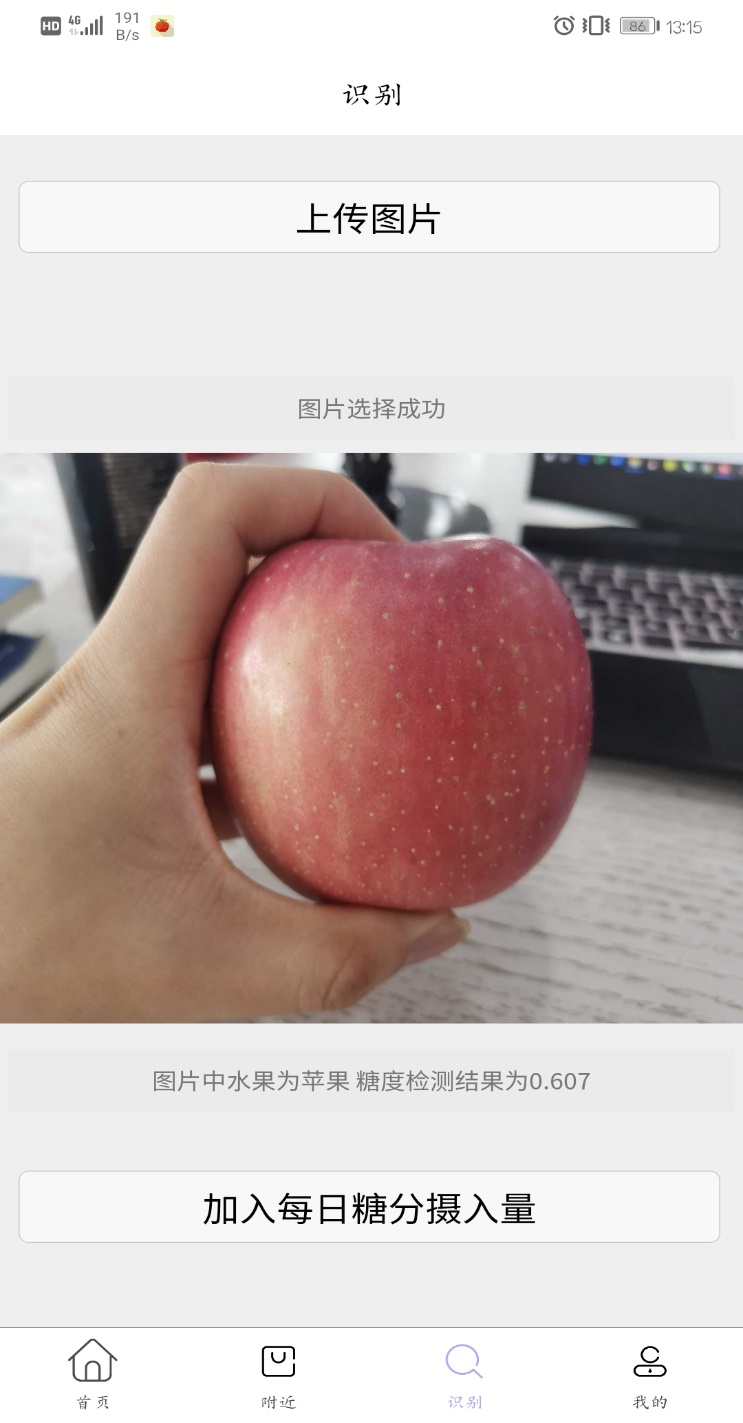 HD 4G 191 B/s 86 13:15
识别
上传图片
图片选择成功
图片中水果为苹果 糖度检测结果为0.607
加入每日糖分摄入量
首页 附近 识别 我的